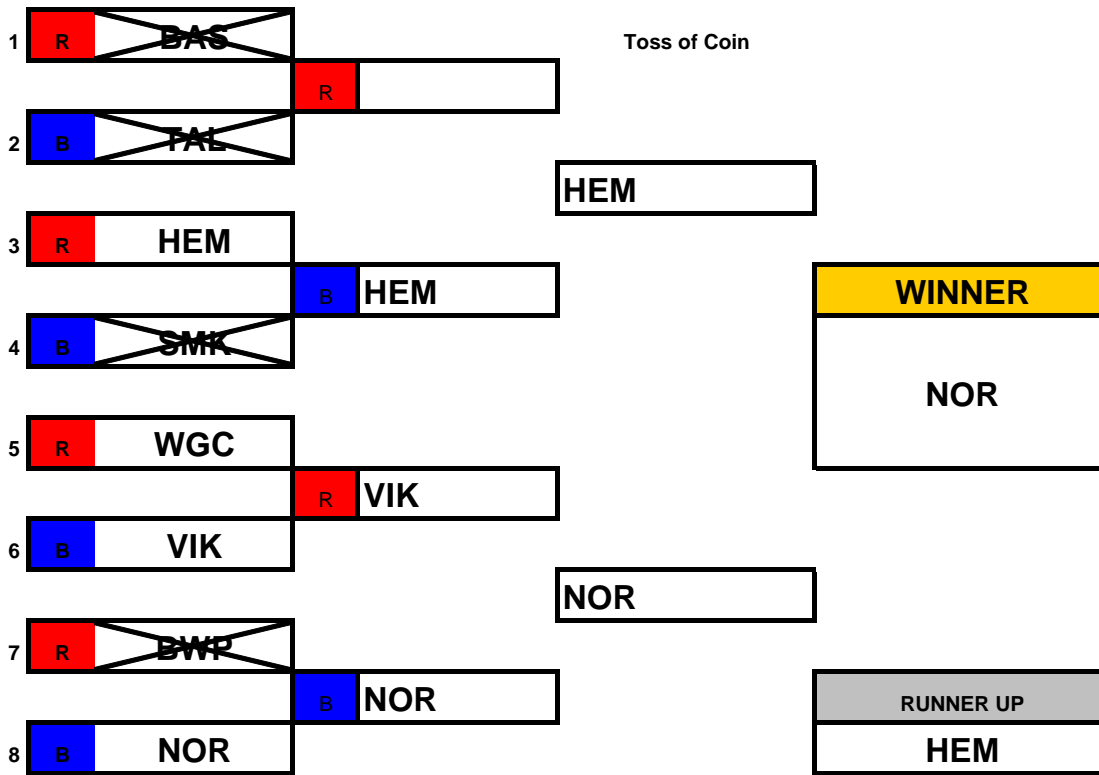 1 R BAS Toss of Coin
R
2 B TAL
HEM
3 R HEM
B HEM WINNER
4 B SMK
NOR
5 R WGC
R VIK
6 B VIK
NOR
7 R BWP
B NOR RUNNER UP
8 B NOR HEM